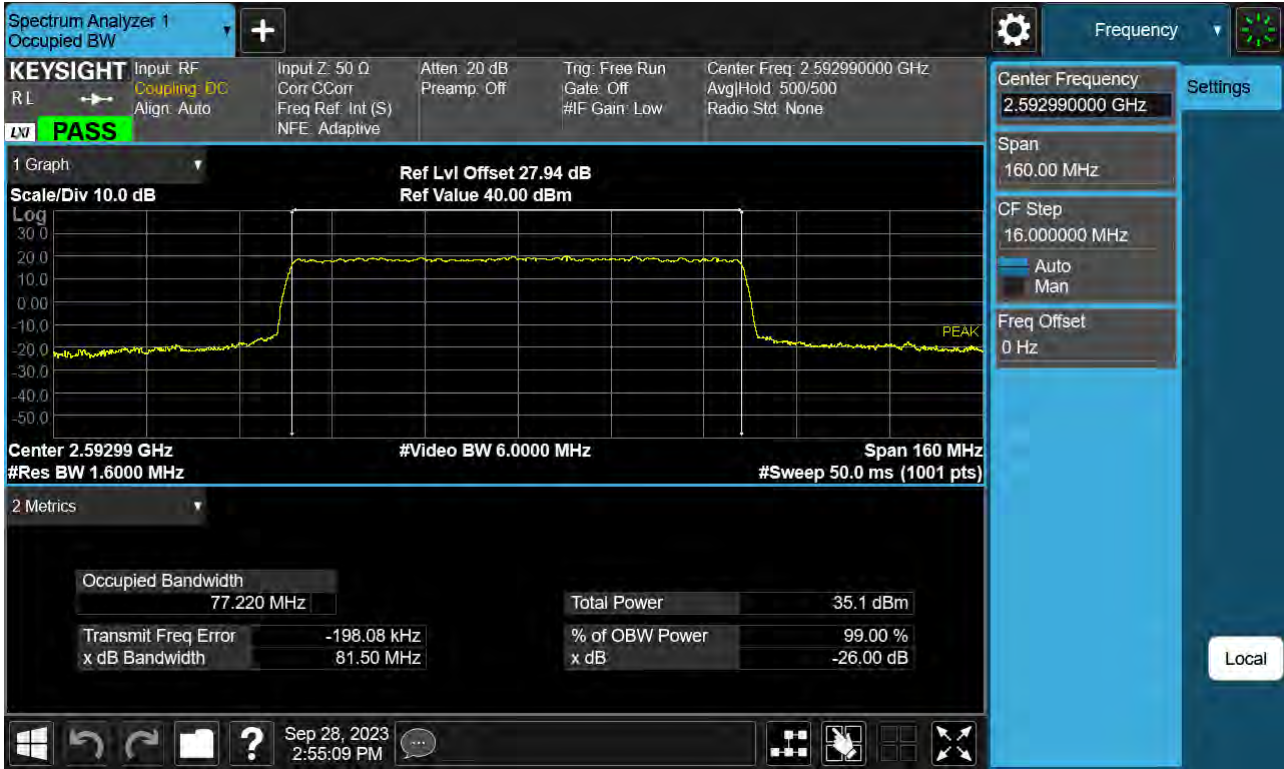 Spectrum Analyzer 1
Occupied BW
Frequency
KEYSIGHT
R L
LXI PASS
Input: RF
Coupling: DC
Align: Auto
Input Z: 50 Ω
Corr CCorr
Freq Ref: Int (S)
NFE: Adaptive
Atten: 20 dB
Preamp: Off
Trig: Free Run
Gate: Off
#IF Gain: Low
Center Freq: 2.592990000 GHz
Avg|Hold: 500/500
Radio Std: None
Center Frequency
2.592990000 GHz
Settings
Span
160.00 MHz
CF Step
16.000000 MHz
Auto
Man
Freq Offset
0 Hz
1 Graph
Scale/Div 10.0 dB
Ref Lvl Offset 27.94 dB
Ref Value 40.00 dBm
Log
30.0
20.0
10.0
0.00
-10.0
-20.0
-30.0
-40.0
-50.0
PEAK
Center 2.59299 GHz
#Video BW 6.0000 MHz
Span 160 MHz
#Res BW 1.6000 MHz
#Sweep 50.0 ms (1001 pts)
2 Metrics
Occupied Bandwidth
77.220 MHz
Total Power 35.1 dBm
Transmit Freq Error -198.08 kHz
% of OBW Power 99.00 %
x dB Bandwidth 81.50 MHz
x dB -26.00 dB
Local
Sep 28, 2023
2:55:09 PM